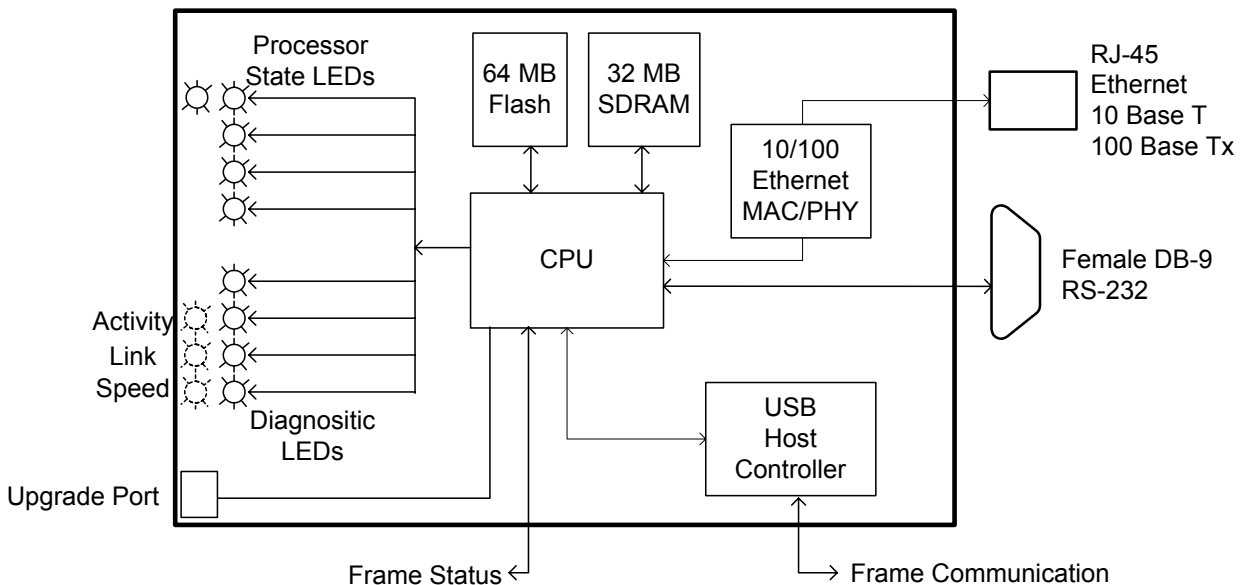 Processor
State LEDs
64 MB
Flash
32 MB
SDRAM
RJ-45
Ethernet
10 Base T
100 Base Tx
10/100
Ethernet
MAC/PHY
CPU
Female DB-9
RS-232
Activity
Link
Speed
Diagnositic
LEDs
USB
Host
Controller
Upgrade Port
Frame Status
Frame Communication